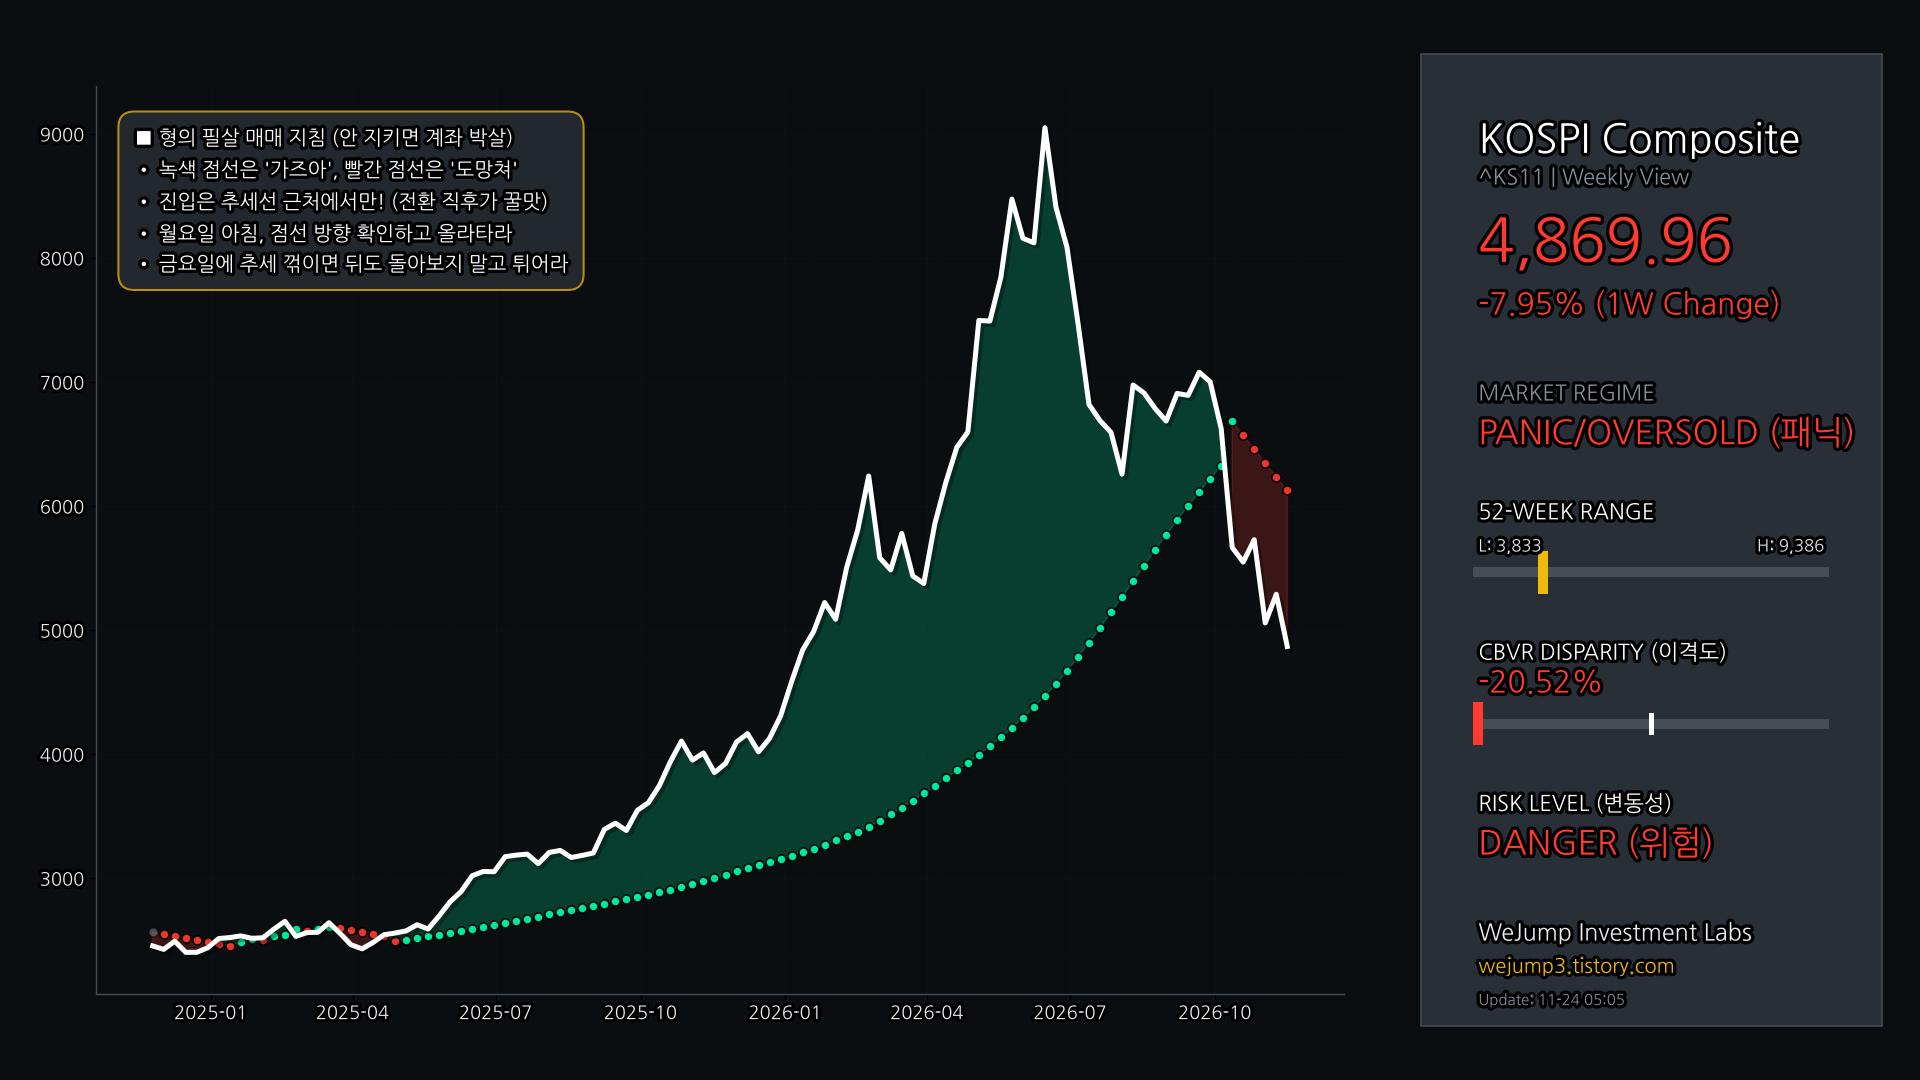 ■ 형의 필살 매매 지침 (안 지키면 계좌 박살)
• 녹색 점선은 '가즈아', 빨간 점선은 '도망쳐'
• 진입은 추세선 근처에서만! (전환 직후가 꿀맛)
• 월요일 아침, 점선 방향 확인하고 올라타라
• 금요일에 추세 꺾이면 뒤도 돌아보지 말고 튀어라
9000
8000
7000
6000
5000
4000
3000
2025-01 2025-04 2025-07 2025-10 2026-01 2026-04 2026-07 2026-10
KOSPI Composite
^KS11 | Weekly View
4,869.96
-7.95% (1W Change)
MARKET REGIME
PANIC/OVERSOLD (패닉)
52-WEEK RANGE
L: 3,833 H: 9,386
CBVR DISPARITY (이격도)
-20.52%
RISK LEVEL (변동성)
DANGER (위험)
WeJump Investment Labs
wejump3.tistory.com
Update: 11-24 05:05